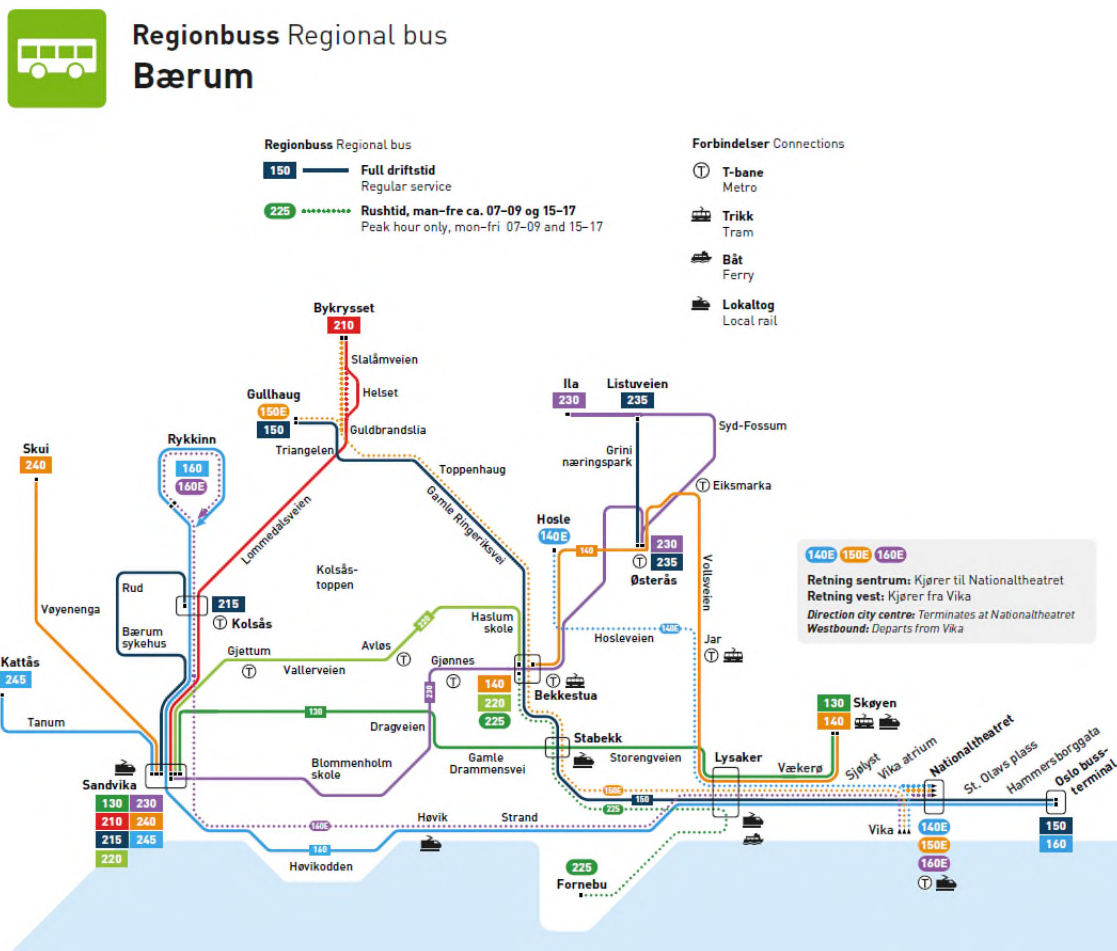 Regionbuss Regional bus
Bærum
Regionbuss Regional bus
150 Full driftstid
Regular service
225 Rushtid, man–fre ca. 07–09 og 15–17
Peak hour only, mon–fri 07–09 and 15–17
Forbindelser Connections
T T-bane
Metro
Trikk
Tram
Båt
Ferry
Lokaltog
Local rail
Bykrysset
210
Slalåmveien
Helset
Guldbrandslia
Gullhaug
150E
150
Triangelen
Toppenhaug
Gamle Ringeriksvei
Lommedalsveien
Ila
230
Listuveien
235
Syd-Fossum
Grini
næringspark
T Eiksmarka
Skui
240
Rykkinn
160
160E
Hosle
140E
140
230
235
T Østerås
Vollsveien
140E 150E 160E
Retning sentrum: Kjører til Nationaltheatret
Retning vest: Kjører fra Vika
Direction city centre: Terminates at Nationaltheatret
Westbound: Departs from Vika
Kolsås-
toppen
Rud
215
T Kolsås
Vøyenenga
Bærum
sykehus
220
Haslum
skole
Hosleveien
140E
Jar
T
Kattås
245
Gjettum
T
Vallerveien
Avløs
T
Gjønnes
T
230
140
220
225
T
Bekkestua
Tanum
130
Dragveien
Blommenholm
skole
Gamle
Drammensvei
Stabekk
Storengveien
Lysaker
Vækerø
130
140
Skøyen
Sjølyst
Vika atrium
Nationaltheatret
St. Olavs plass
Hammersborggata
Oslo buss-
terminal
Sandvika
130 230
210 240
215 245
220
150E
150
225
160E
160
Høvik
Strand
Høvikodden
Vika
140E
150E
160E
T
150
160
225
Fornebu